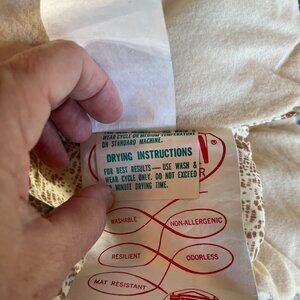 WEAR CYCLE OR MEDIUM TEMPERATURE
ON STANDARD MACHINE.
DRYING INSTRUCTIONS
FOR BEST RESULTS — USE WASH &
WEAR CYCLE ONLY. DO NOT EXCEED
MINUTE DRYING TIME.
N®
R
WASHABLE
NON-ALLERGENIC
RESILIENT
ODORLESS
MAT RESISTANT